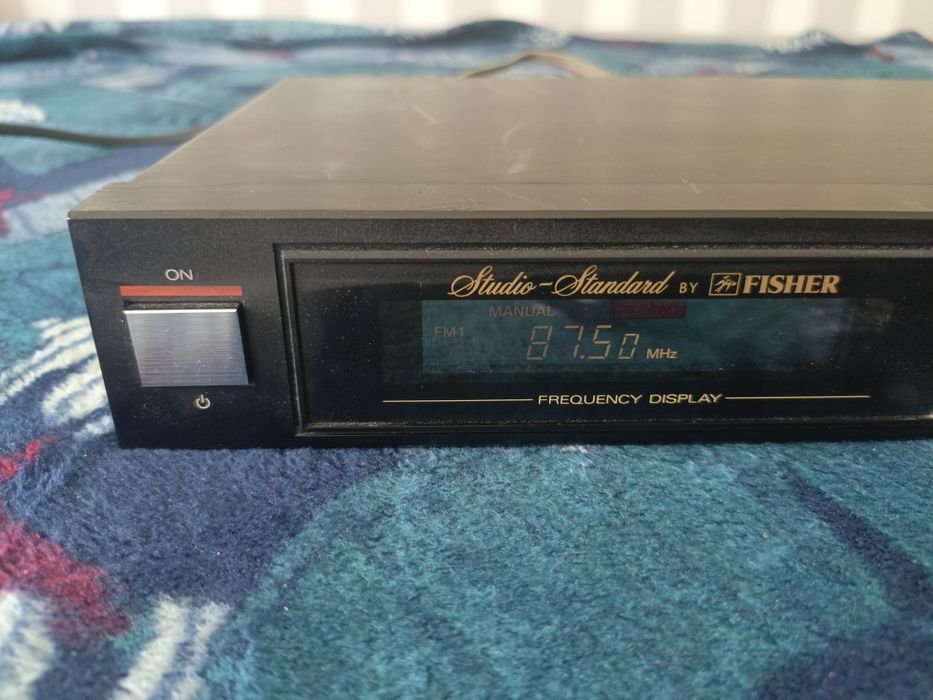 ON
Studio-Standard BY FISHER
MANUAL
FM1
87.50 MHz
FREQUENCY DISPLAY